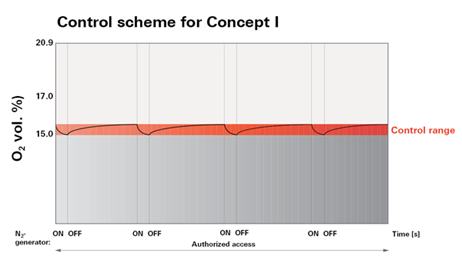 Control scheme for Concept I
20.9
17.0
15.0
O₂ vol. %)
Control range
N₂-
generator:
ON OFF ON OFF ON OFF ON OFF Time [s]
Authorized access